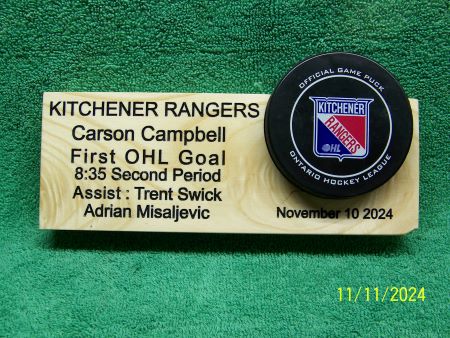 KITCHENER RANGERS
Carson Campbell
First OHL Goal
8:35 Second Period
Assist : Trent Swick
Adrian Misaljevic
November 10 2024
OFFICIAL GAME PUCK
KITCHENER
RANGERS
OHL
ONTARIO HOCKEY LEAGUE
11/11/2024